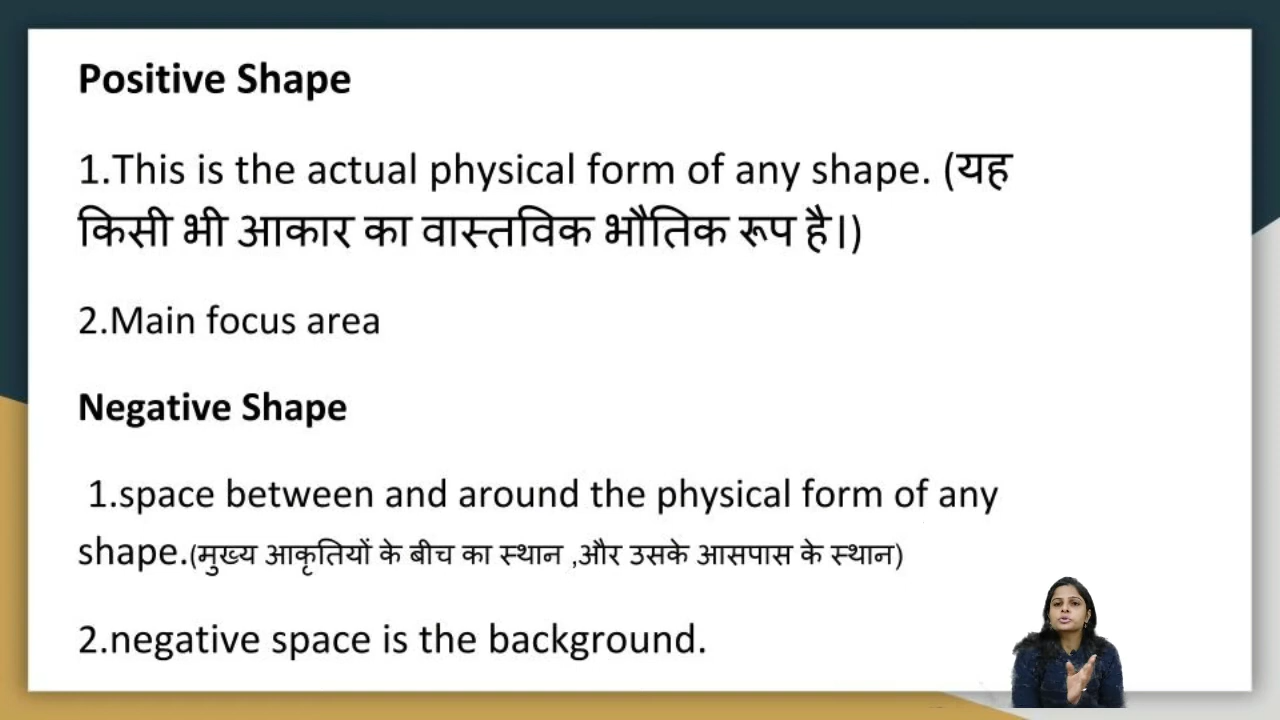 Positive Shape
1.This is the actual physical form of any shape. (यह
किसी भी आकार का वास्तविक भौतिक रूप है।)
2.Main focus area
Negative Shape
1.space between and around the physical form of any
shape.(मुख्य आकृतियों के बीच का स्थान ,और उसके आसपास के स्थान)
2.negative space is the background.